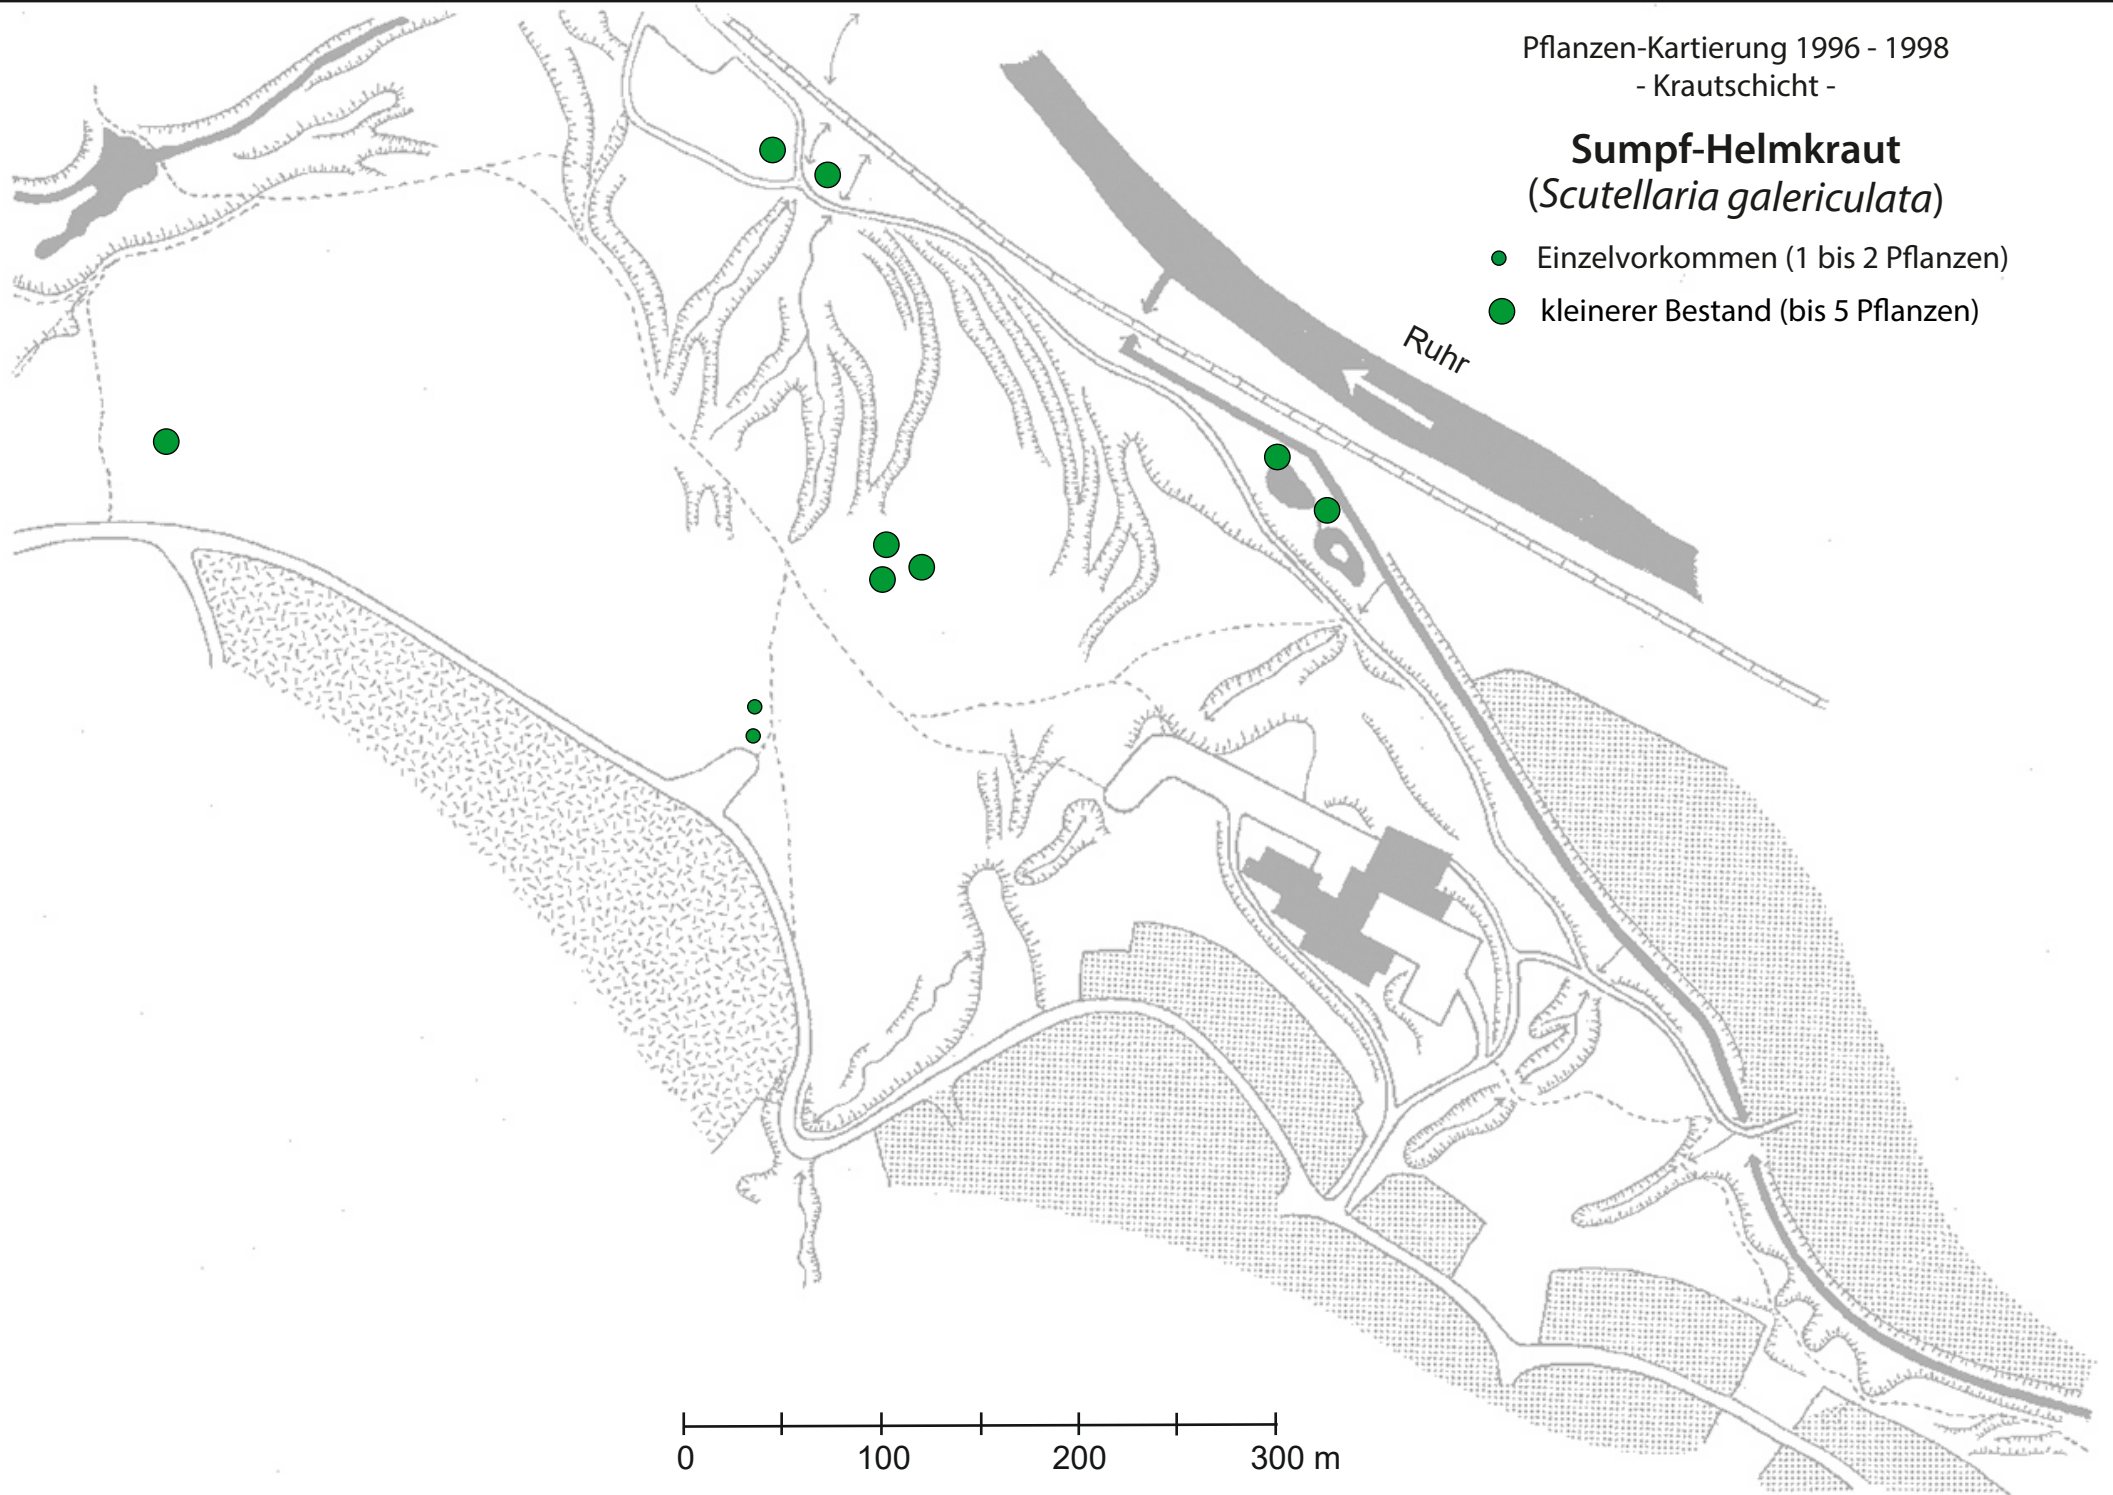 Pflanzen-Kartierung 1996 - 1998
- Krautschicht -
Sumpf-Helmkraut
(Scutellaria galericulata)
Einzelvorkommen (1 bis 2 Pflanzen)
kleinerer Bestand (bis 5 Pflanzen)
Ruhr
0 100 200 300 m